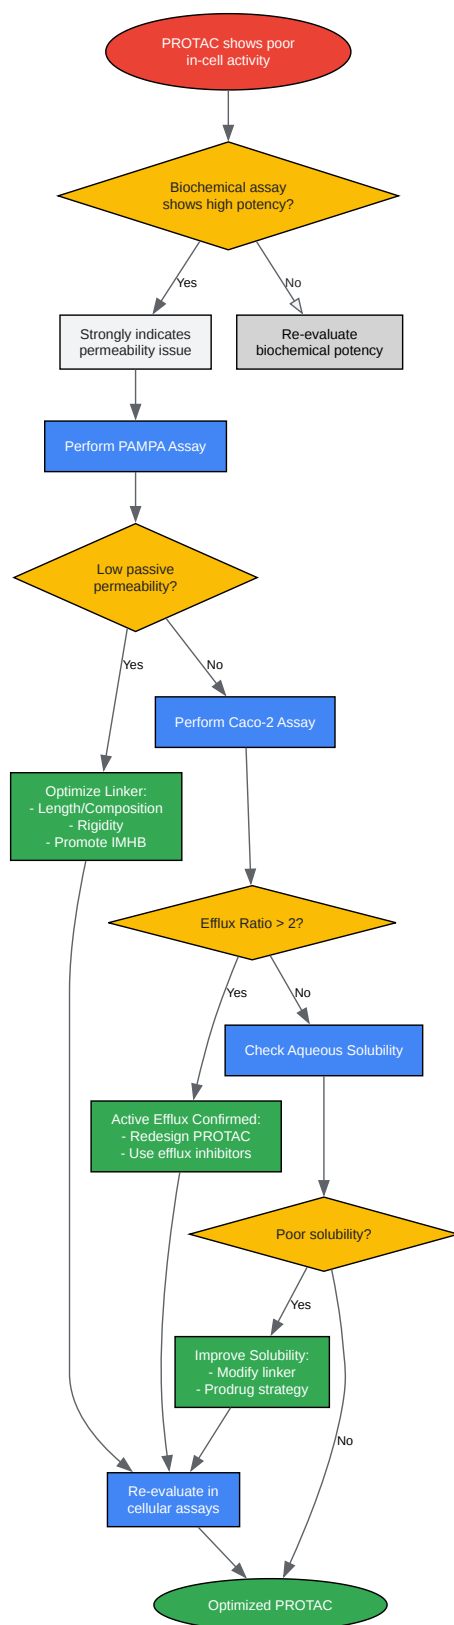 PROTAC shows poor
in-cell activity
Biochemical assay
shows high potency?
Yes
No
Strongly indicates
permeability issue
Re-evaluate
biochemical potency
Perform PAMPA Assay
Low passive
permeability?
Yes
No
Perform Caco-2 Assay
Optimize Linker:
- Length/Composition
- Rigidity
- Promote IMHB
Efflux Ratio > 2?
Yes
No
Check Aqueous Solubility
Active Efflux Confirmed:
- Redesign PROTAC
- Use efflux inhibitors
Poor solubility?
Yes
Improve Solubility:
- Modify linker
- Prodrug strategy
No
Re-evaluate in
cellular assays
Optimized PROTAC